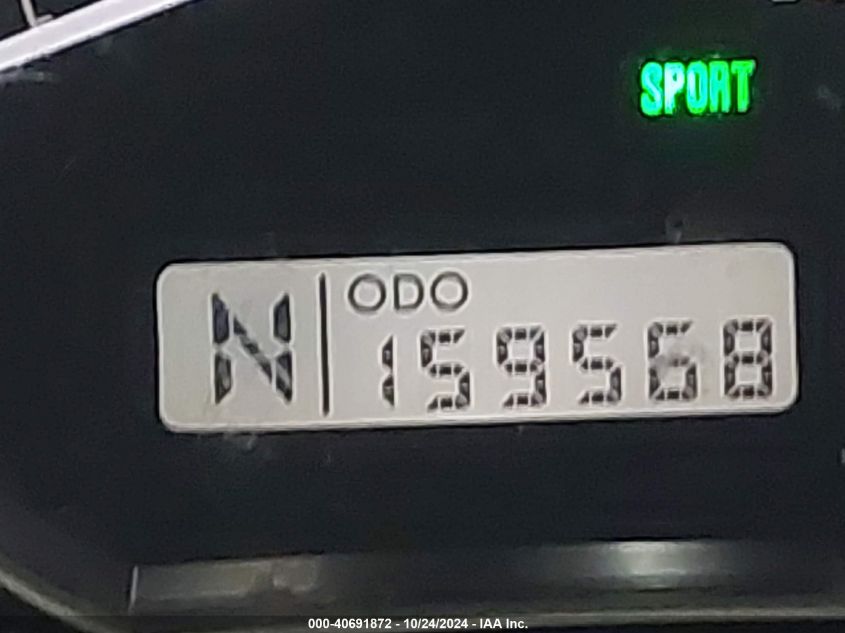 SPORT
ODO
N 159568
000-40691872 - 10/24/2024 - IAA Inc.